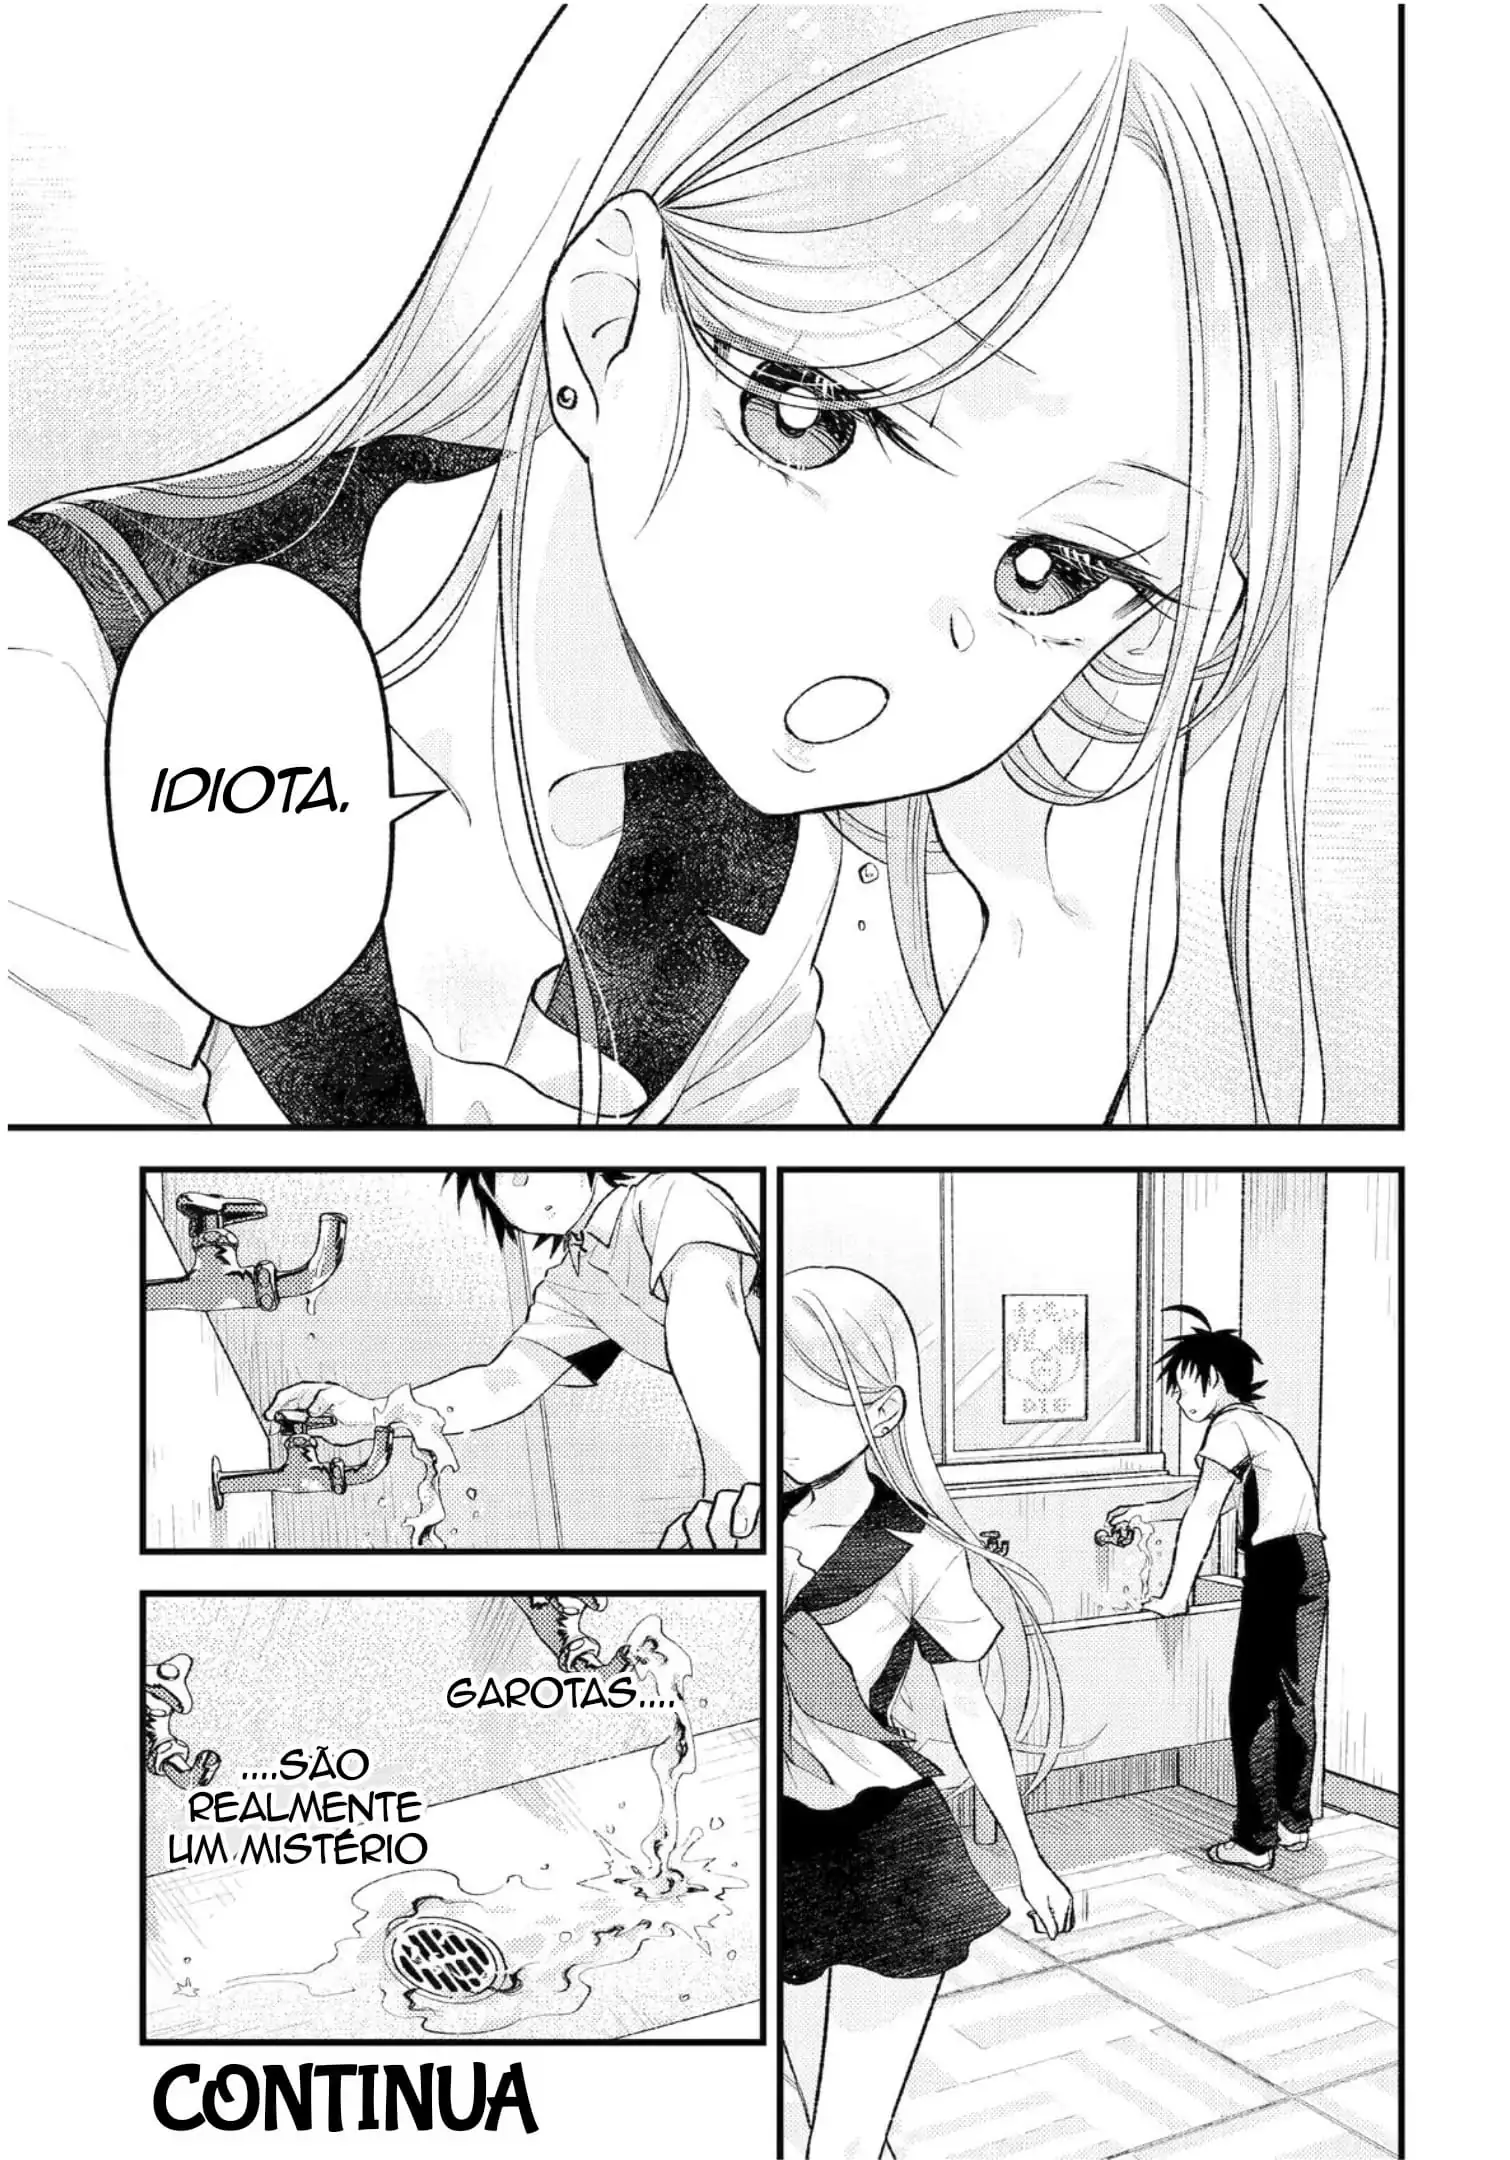 IDIOTA.
GAROTAS....
....SÃO
REALMENTE
UM MISTÉRIO
CONTINUA